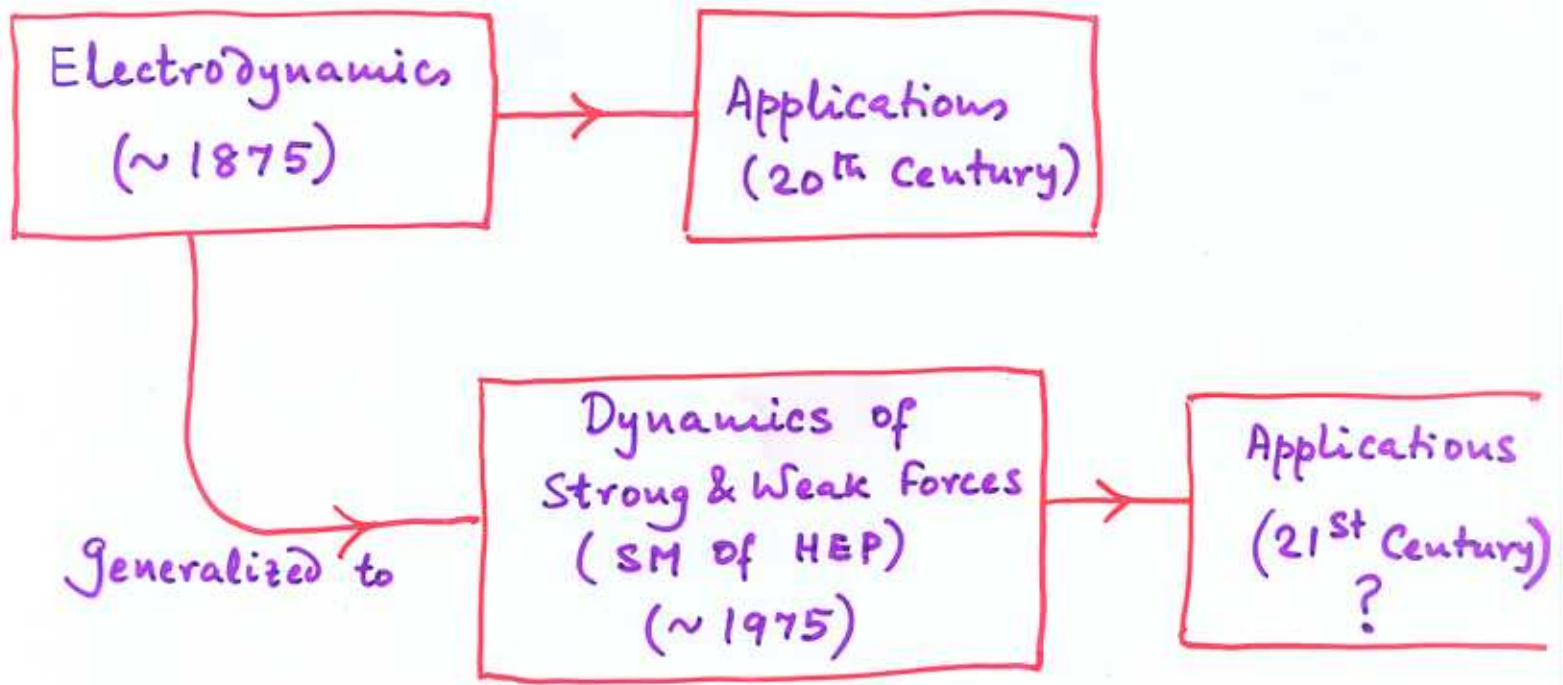 Electrodynamics
(~ 1875)
Applications
(20th Century)
generalized to
Dynamics of
Strong & Weak Forces
(SM of HEP)
(~ 1975)
Applications
(21st Century)
?